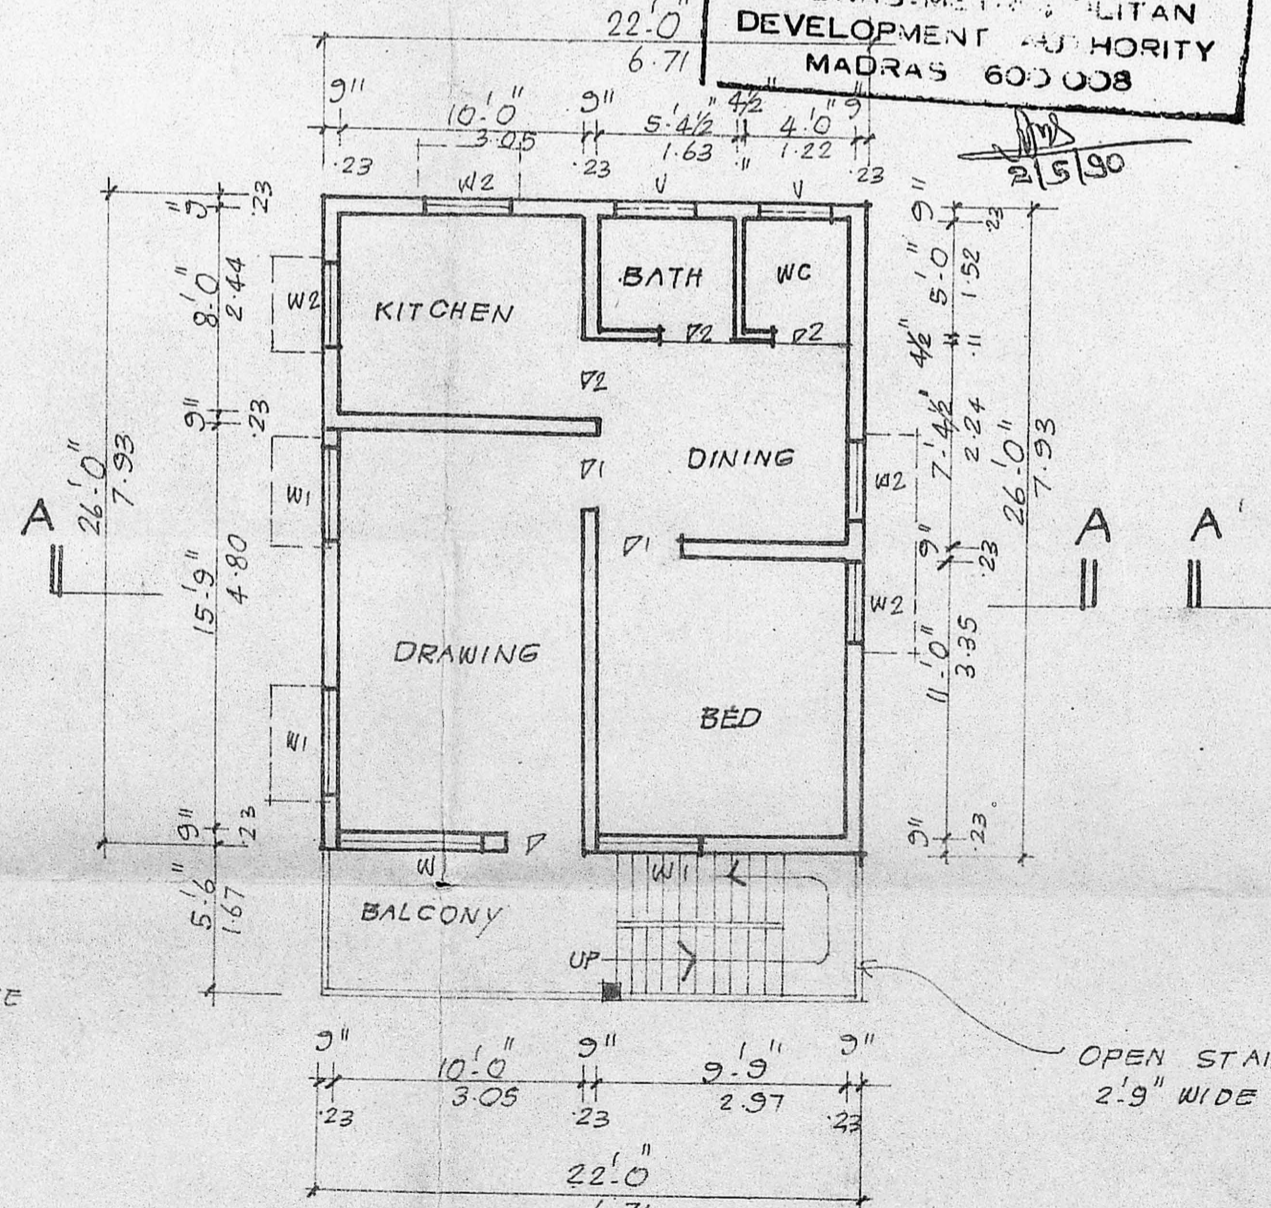 22'-0"
6.71
LITAN
DEVELOPMENT AUTHORITY
MADRAS 600 008
2/5/90
9" 10'-0" 9" 5'-4½" 4½" 4'-0" 9"
.23 3.05 .23 1.63 .11 1.22 .23
W2 V V
9" .23
8'-0" 2.44
9" .23
26'-0" 7.93
15'-9" 4.80
9" .23
5'-6" 1.67
9" .23
5'-0" 1.52
4½" .11
7'-4½" 2.24
26'-0" 7.93
9" .23
11'-0" 3.35
9" .23
W2
KITCHEN
BATH
WC
D2
D2
D2
W1
D1
DINING
W2
A
A
A'
D1
W2
DRAWING
BED
W1
D
W
W1
BALCONY
UP
OPEN
2'-9" WIDE
9" 10'-0" 9" 9'-9" 9"
.23 3.05 .23 2.97 .23
22'-0"